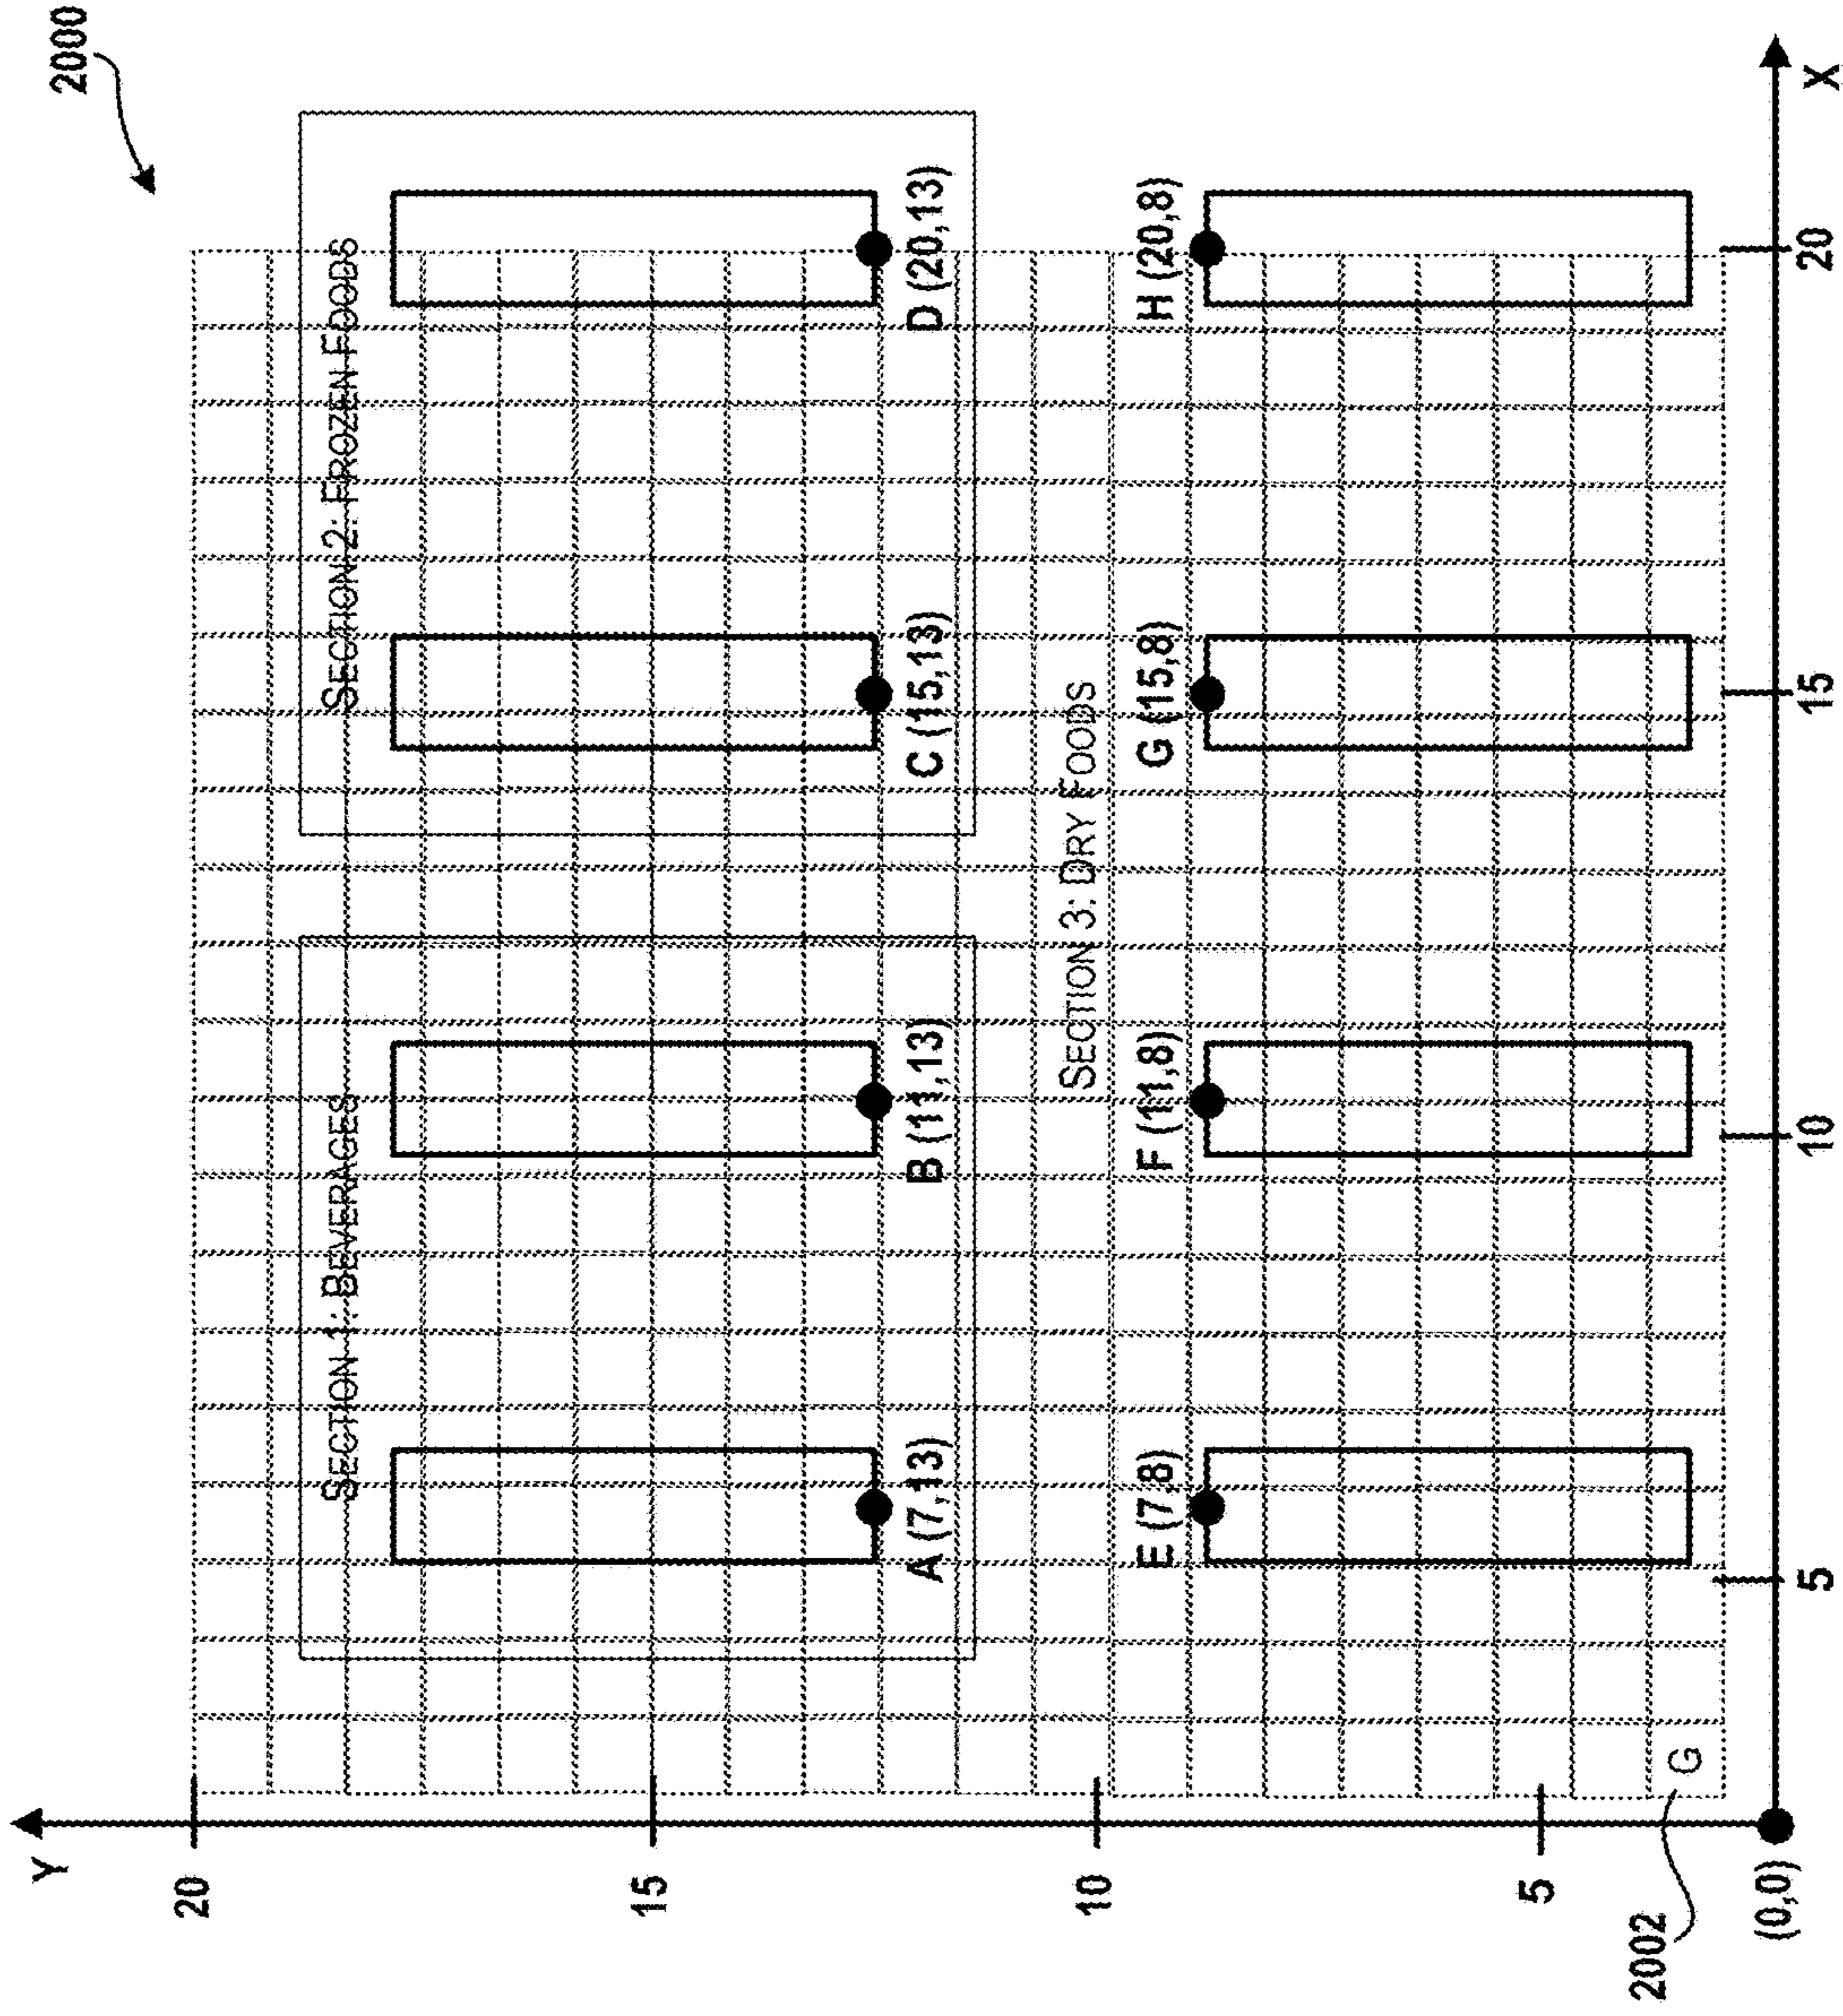 2000
Y
20
SECTION 1: BEVERAGES
SECTION 2: FROZEN FOODS
15
A (7,13)
B (11,13)
C (15,13)
D (20,13)
SECTION 3: DRY FOODS
10
E (7,8)
F (11,8)
G (15,8)
H (20,8)
5
2002
G
(0,0)
5
10
15
20
X